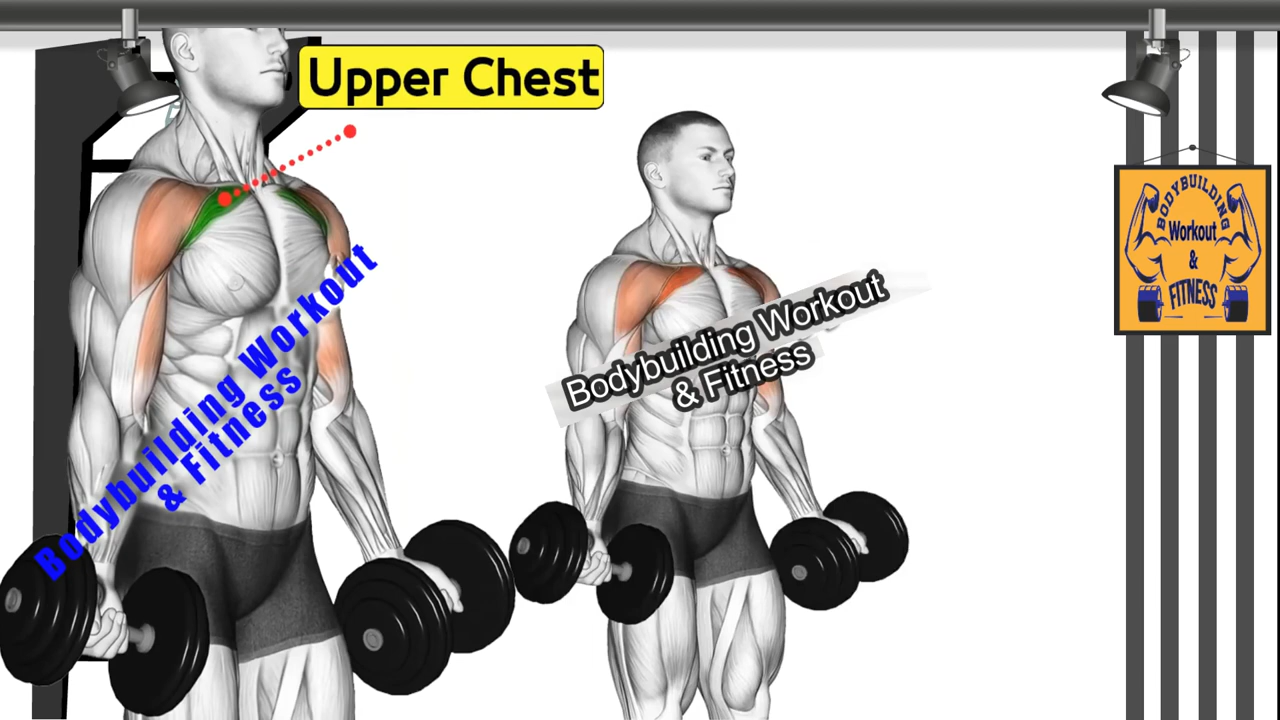 Upper Chest
Bodybuilding Workout
& Fitness
Bodybuilding Workout
& Fitness
BODYBUILDING
Workout
&
FITNESS